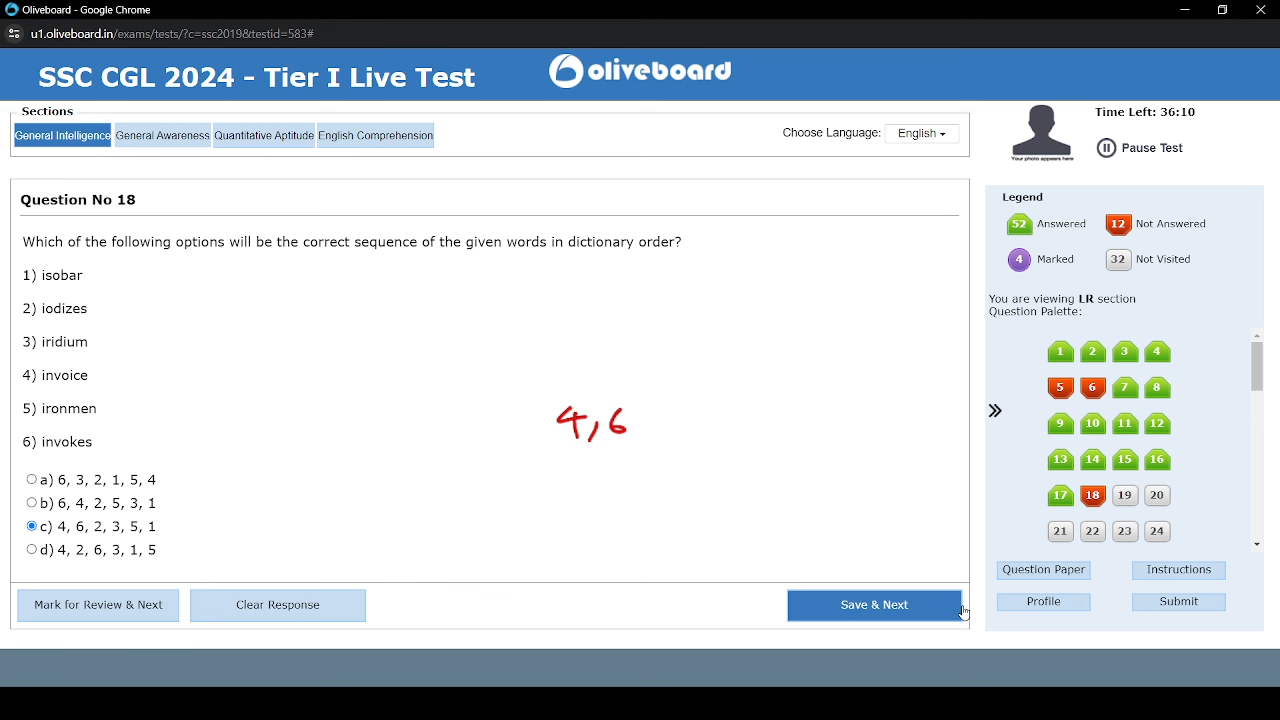 Oliveboard - Google Chrome
u1.oliveboard.in/exams/tests/?c=ssc2019&testid=583#
SSC CGL 2024 - Tier I Live Test
oliveboard
Sections
General Intelligence General Awareness Quantitative Aptitude English Comprehension
Choose Language: English
Your photo appears here
Time Left: 36:10
Pause Test
Question No 18
Which of the following options will be the correct sequence of the given words in dictionary order?
1) isobar
2) iodizes
3) iridium
4) invoice
5) ironmen
6) invokes
4,6
a) 6, 3, 2, 1, 5, 4
b) 6, 4, 2, 5, 3, 1
c) 4, 6, 2, 3, 5, 1
d) 4, 2, 6, 3, 1, 5
Mark for Review & Next Clear Response Save & Next
Legend
52 Answered 12 Not Answered
4 Marked 32 Not Visited
You are viewing LR section
Question Palette:
1 2 3 4
5 6 7 8
9 10 11 12
13 14 15 16
17 18 19 20
21 22 23 24
Question Paper Instructions
Profile Submit